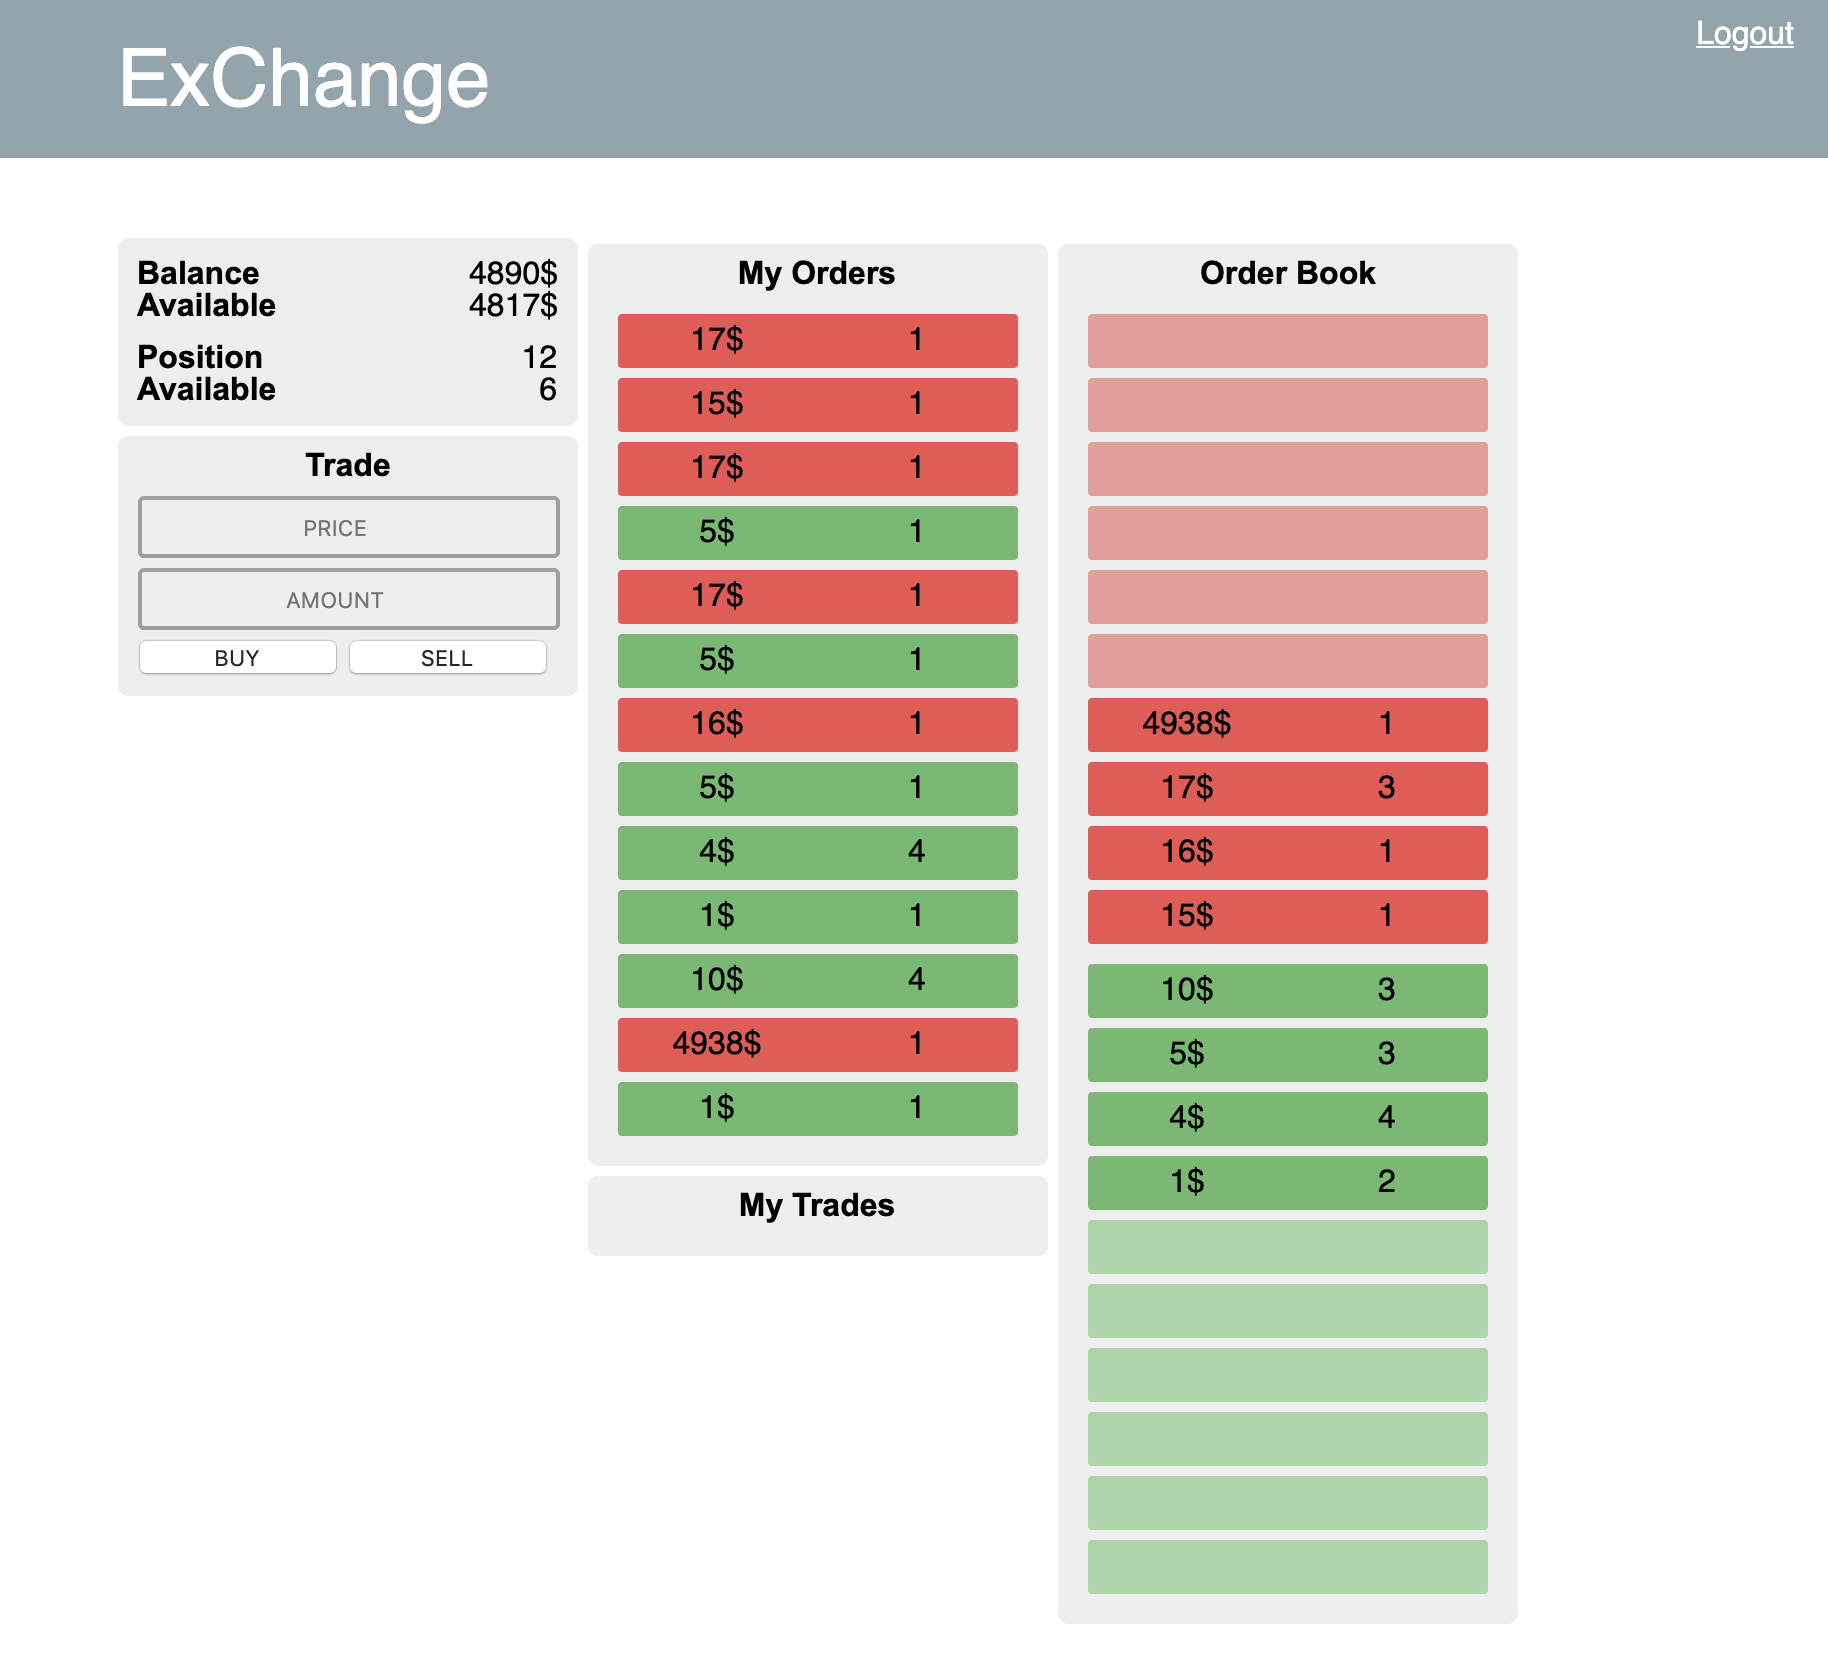 ExChange
Logout
Balance 4890$
Available 4817$
Position 12
Available 6
Trade
PRICE
AMOUNT
BUY SELL
My Orders
17$ 1
15$ 1
17$ 1
5$ 1
17$ 1
5$ 1
16$ 1
5$ 1
4$ 4
1$ 1
10$ 4
4938$ 1
1$ 1
My Trades
Order Book
4938$ 1
17$ 3
16$ 1
15$ 1
10$ 3
5$ 3
4$ 4
1$ 2